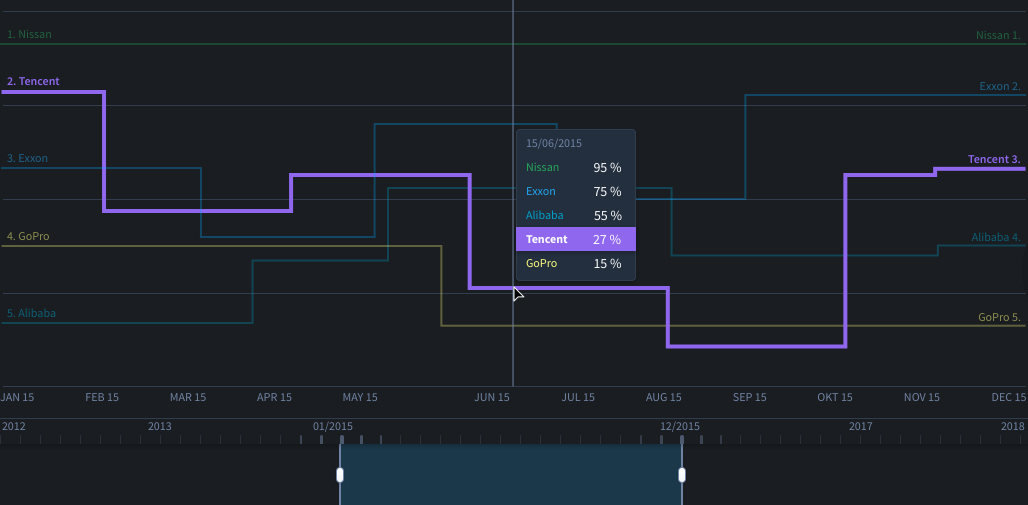 1. Nissan
Nissan 1.
2. Tencent
Exxon 2.
15/06/2015
Nissan 95 %
Exxon 75 %
Alibaba 55 %
Tencent 27 %
GoPro 15 %
3. Exxon
Tencent 3.
4. GoPro
Alibaba 4.
5. Alibaba
GoPro 5.
JAN 15 FEB 15 MAR 15 APR 15 MAY 15 JUN 15 JUL 15 AUG 15 SEP 15 OKT 15 NOV 15 DEC 15
2012 2013 01/2015 12/2015 2017 2018